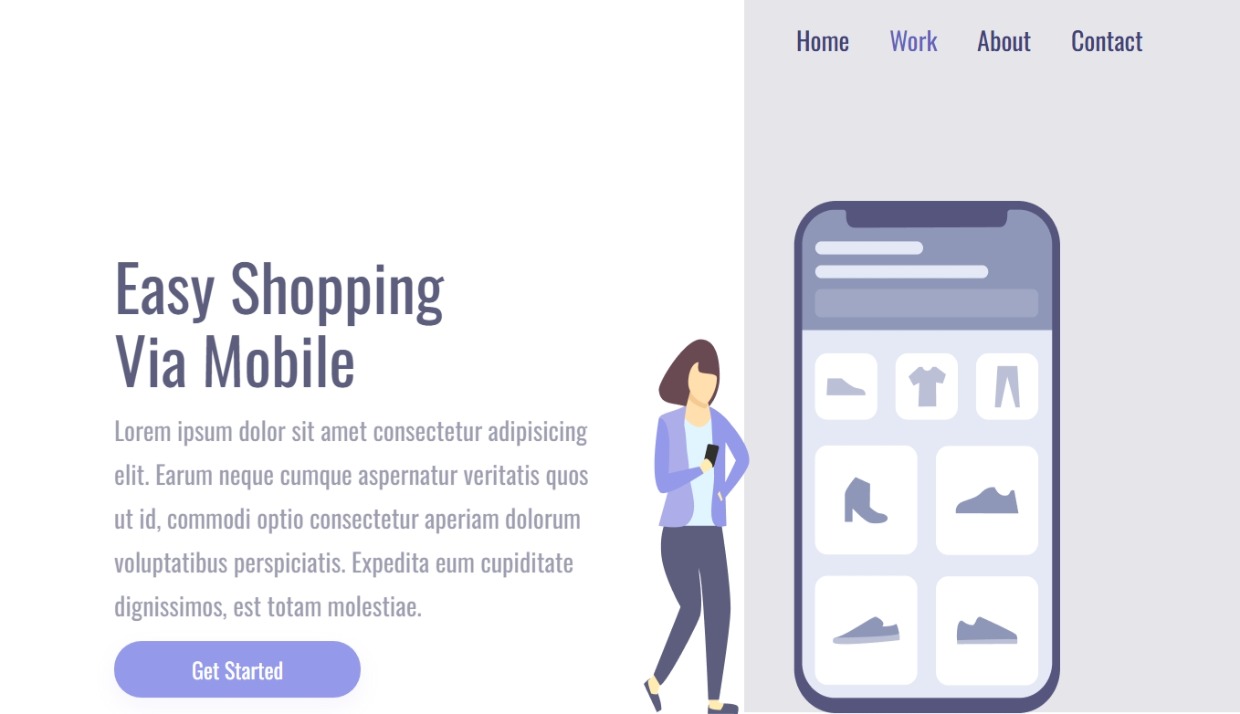 Home Work About Contact
Easy Shopping
Via Mobile
Lorem ipsum dolor sit amet consectetur adipisicing
elit. Earum neque cumque aspernatur veritatis quos
ut id, commodi optio consectetur aperiam dolorum
voluptatibus perspiciatis. Expedita eum cupiditate
dignissimos, est totam molestiae.
Get Started